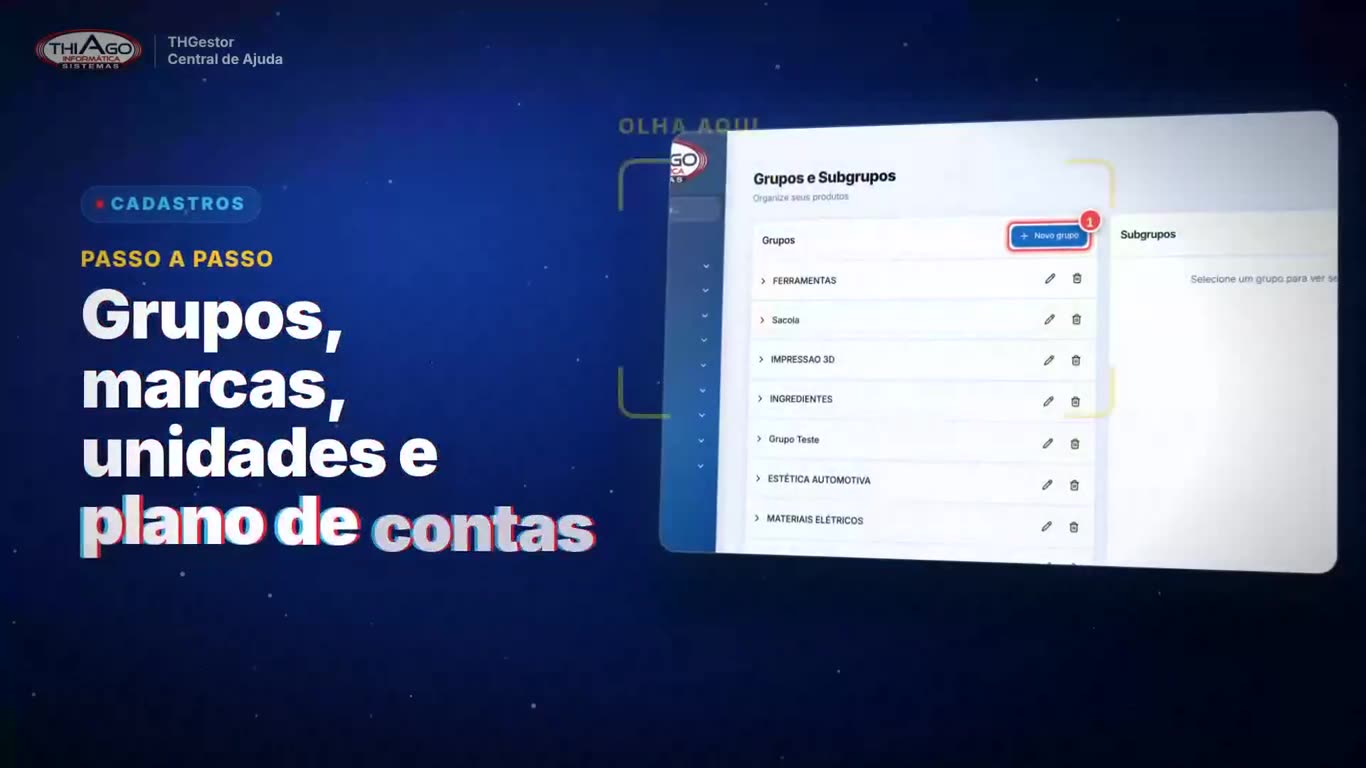 THIAGO
INFORMÁTICA
SISTEMAS
THGestor
Central de Ajuda
CADASTROS
PASSO A PASSO
Grupos,
marcas,
unidades e
plano de contas
OLHA AQUI
GO
Grupos e Subgrupos
Organize seus produtos
Grupos
+ Novo grupo
1
Subgrupos
Selecione um grupo para ver
FERRAMENTAS
Sacola
IMPRESSAO 3D
INGREDIENTES
Grupo Teste
ESTÉTICA AUTOMOTIVA
MATERIAIS ELÉTRICOS